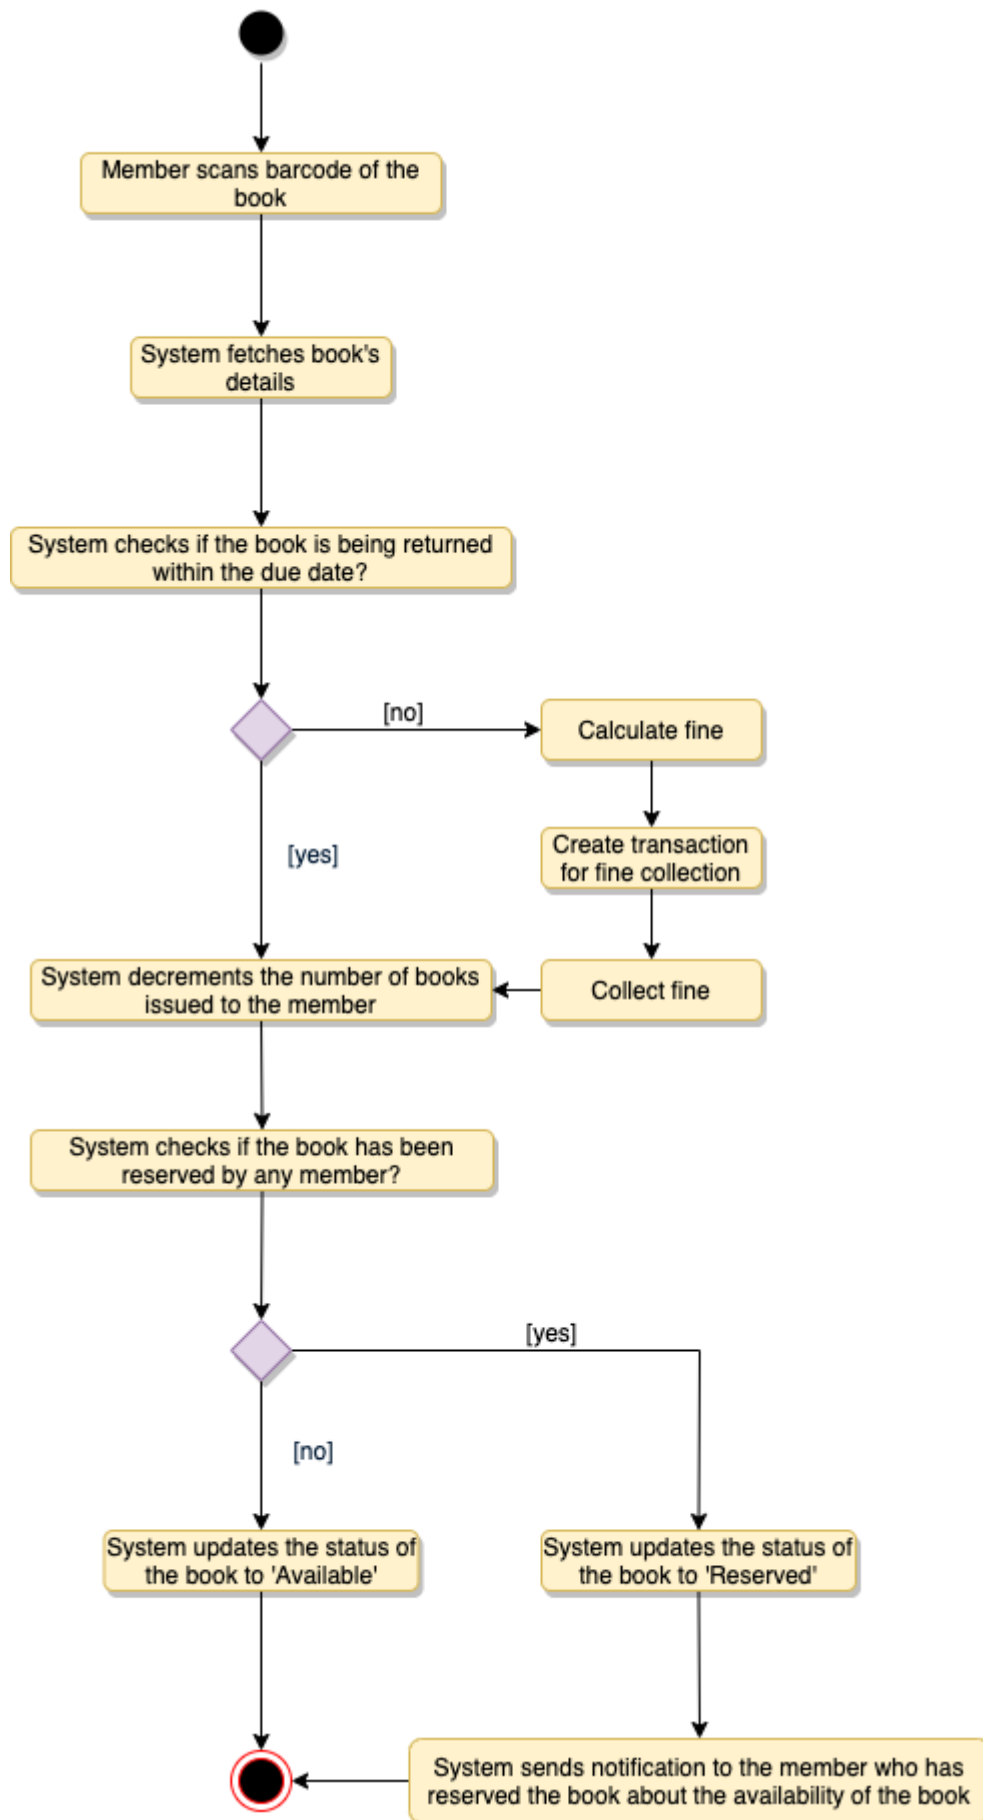 Member scans barcode of the
book
System fetches book's
details
System checks if the book is being returned
within the due date?
[no]
Calculate fine
[yes]
Create transaction
for fine collection
System decrements the number of books
issued to the member
Collect fine
System checks if the book has been
reserved by any member?
[yes]
[no]
System updates the status of
the book to 'Available'
System updates the status of
the book to 'Reserved'
System sends notification to the member who has
reserved the book about the availability of the book